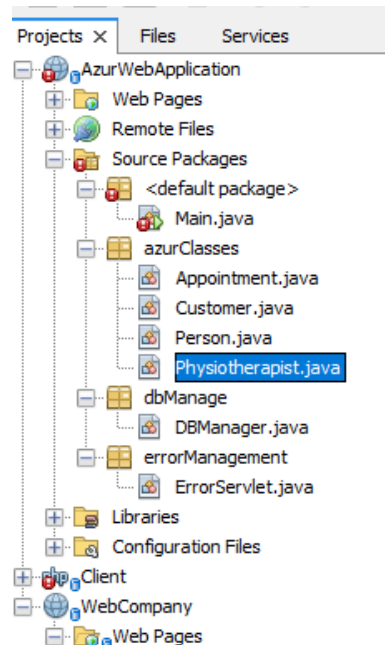 Projects × Files Services
AzurWebApplication
Web Pages
Remote Files
Source Packages
<default package>
Main.java
azurClasses
Appointment.java
Customer.java
Person.java
Physiotherapist.java
dbManage
DBManager.java
errorManagement
ErrorServlet.java
Libraries
Configuration Files
php Client
WebCompany
Web Pages